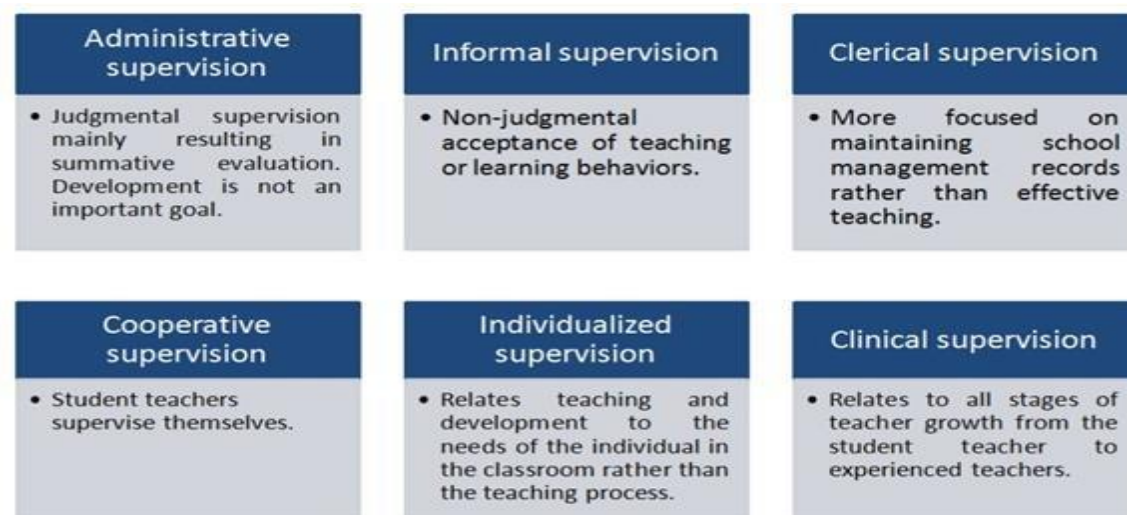 Administrative
supervision
• Judgmental supervision
mainly resulting in
summative evaluation.
Development is not an
important goal.
Informal supervision
• Non-judgmental
acceptance of teaching
or learning behaviors.
Clerical supervision
• More focused on
maintaining school
management records
rather than effective
teaching.
Cooperative
supervision
• Student teachers
supervise themselves.
Individualized
supervision
• Relates teaching and
development to the
needs of the individual in
the classroom rather than
the teaching process.
Clinical supervision
• Relates to all stages of
teacher growth from the
student teacher to
experienced teachers.